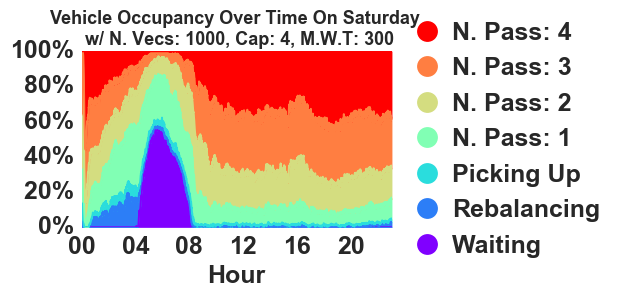 Vehicle Occupancy Over Time On Saturday
w/ N. Vecs: 1000, Cap: 4, M.W.T: 300
100%
80%
60%
40%
20%
0%
00 04 08 12 16 20
Hour
N. Pass: 4
N. Pass: 3
N. Pass: 2
N. Pass: 1
Picking Up
Rebalancing
Waiting